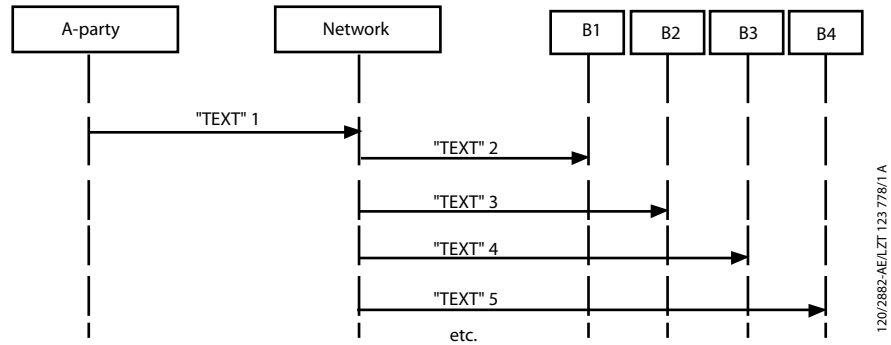 A-party
Network
B1
B2
B3
B4
"TEXT" 1
"TEXT" 2
"TEXT" 3
"TEXT" 4
"TEXT" 5
etc.
120/2882-AE/LZT 123 778/1 A